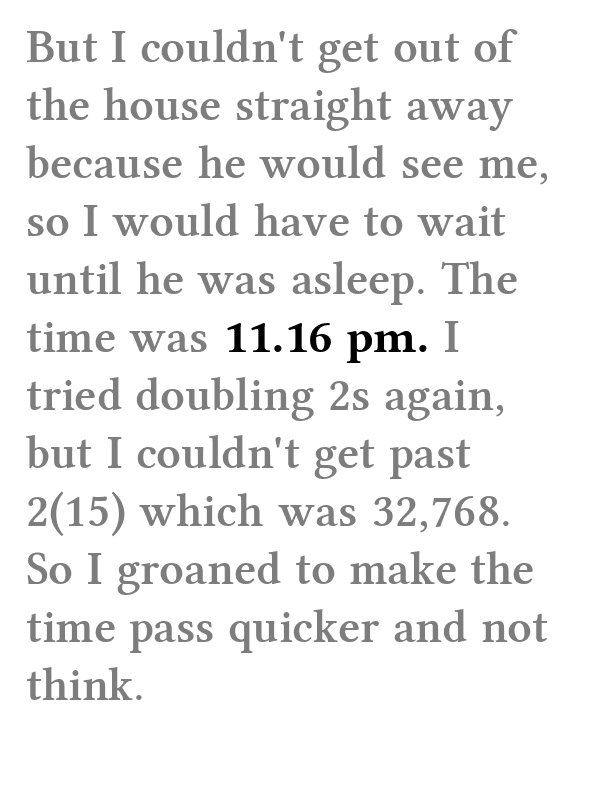 But I couldn't get out of
the house straight away
because he would see me,
so I would have to wait
until he was asleep. The
time was 11.16 pm. I
tried doubling 2s again,
but I couldn't get past
2(15) which was 32,768.
So I groaned to make the
time pass quicker and not
think.